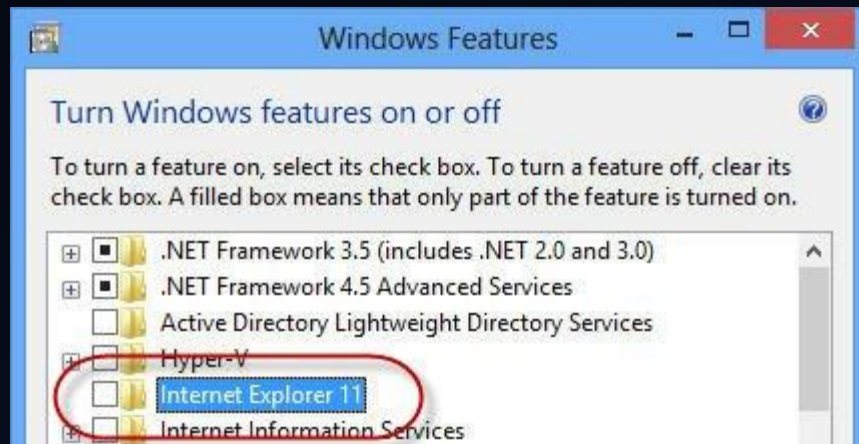 Windows Features
Turn Windows features on or off
To turn a feature on, select its check box. To turn a feature off, clear its
check box. A filled box means that only part of the feature is turned on.
.NET Framework 3.5 (includes .NET 2.0 and 3.0)
.NET Framework 4.5 Advanced Services
Active Directory Lightweight Directory Services
Hyper-V
Internet Explorer 11
Internet Information Services